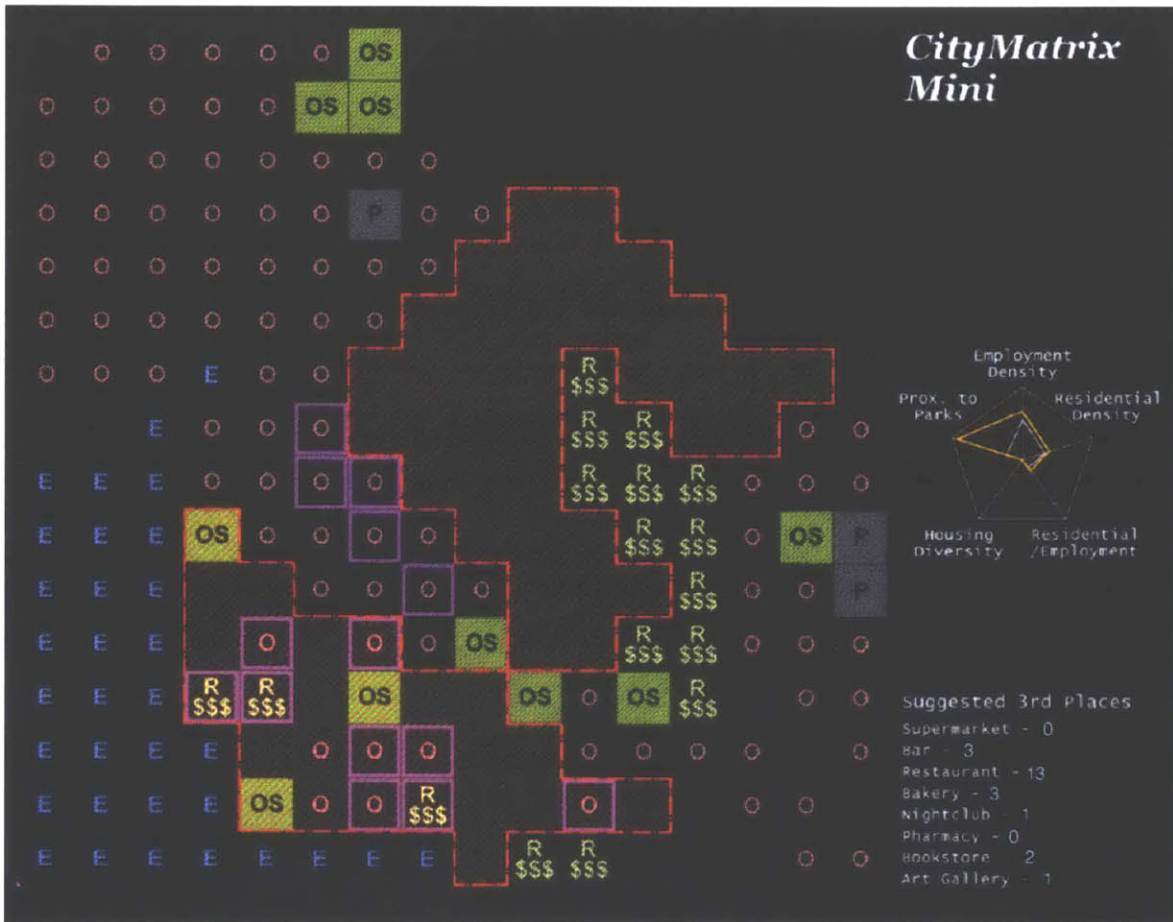 CityMatrix
Mini
O O O O O OS
O O O O O OS OS
O O O O O O O O
O O O O O O P O O
O O O O O O O O
O O O O O O O
O O O E O O R
$$$
E O O O R R O O
$$$ $$$
E E E O O O O R R R O O O
$$$ $$$ $$$
E E E OS O O O O R R O OS P
$$$ $$$
E E E O O O O R O O P
$$$
E E E O O O OS R R O O O
$$$ $$$
E E E R R OS OS O OS R O O
$$$ $$$ $$$
E E E E O O O O O O O O
E E E E OS O O R O O O
$$$
E E E E E E E E R R O O
$$$ $$$
Employment
Density
Prox. to
Parks
Residential
Density
Housing
Diversity
Residential
/Employment
Suggested 3rd Places
Supermarket - 0
Bar - 3
Restaurant - 13
Bakery - 3
Nightclub - 1
Pharmacy - 0
Bookstore 2
Art Gallery - 1